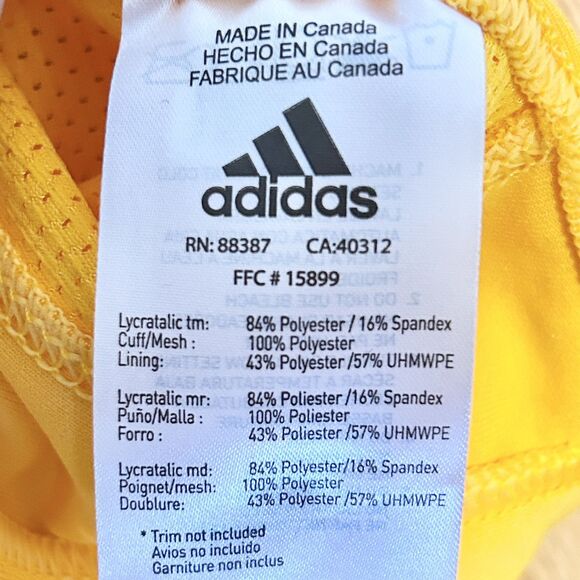 MADE IN Canada
HECHO EN Canada
FABRIQUE AU Canada
adidas
RN: 88387 CA:40312
FFC # 15899
Lycratalic tm: 84% Polyester / 16% Spandex
Cuff/Mesh : 100% Polyester
Lining: 43% Polyester/57% UHMWPE
Lycratalic mr: 84% Poliester/16% Spandex
Puño/Malla : 100% Poliester
Forro : 43% Poliester /57% UHMWPE
Lycratalic md: 84% Polyester/16% Spandex
Poignet/mesh: 100% Polyester
Doublure: 43% Polyester/57% UHMWPE
* Trim not included
Avios no incluido
Garniture non inclus